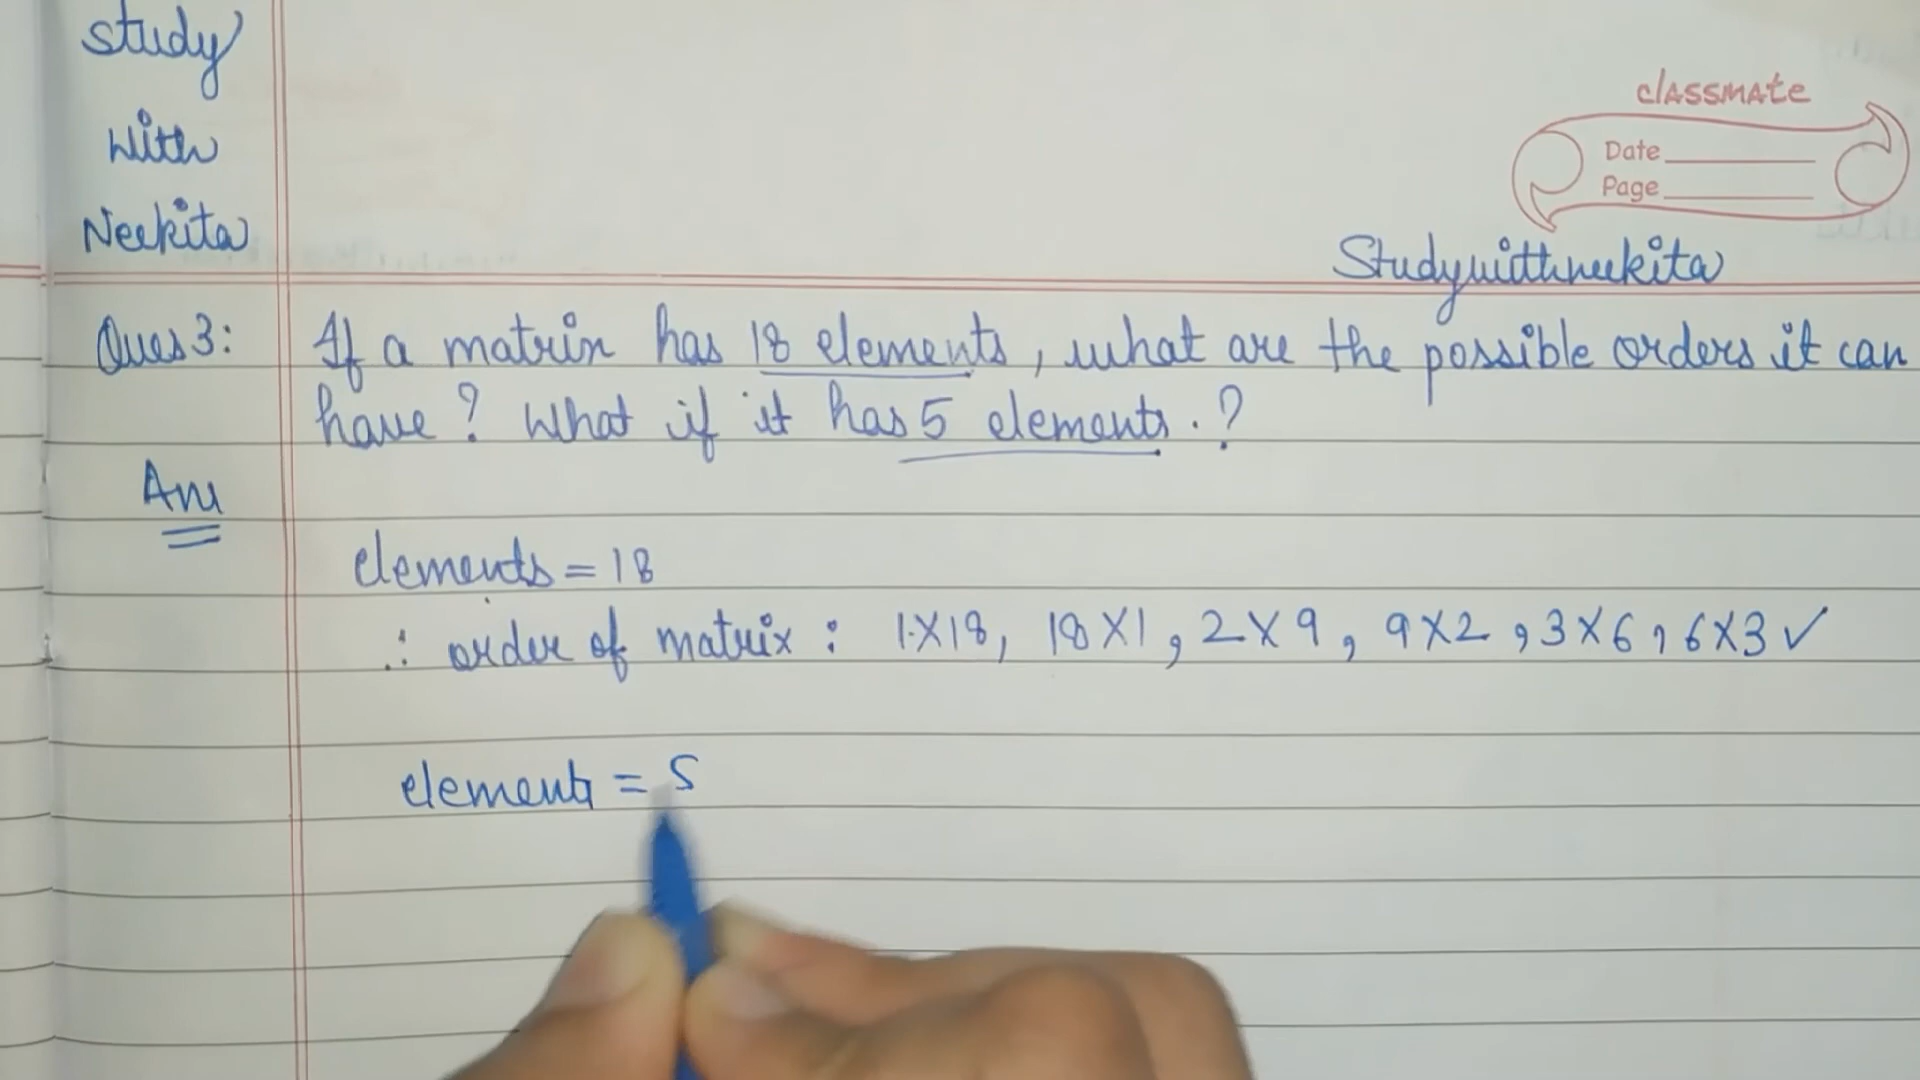 Study
With
Neekita
classmate
Date
Page
Studywithneekita
Ques 3: If a matrix has 18 elements, what are the possible orders it can
have? What if it has 5 elements.?
Ans
elements = 18
∴ order of matrix : 1×18, 18×1, 2×9, 9×2, 3×6, 6×3 ✓
elements = 5